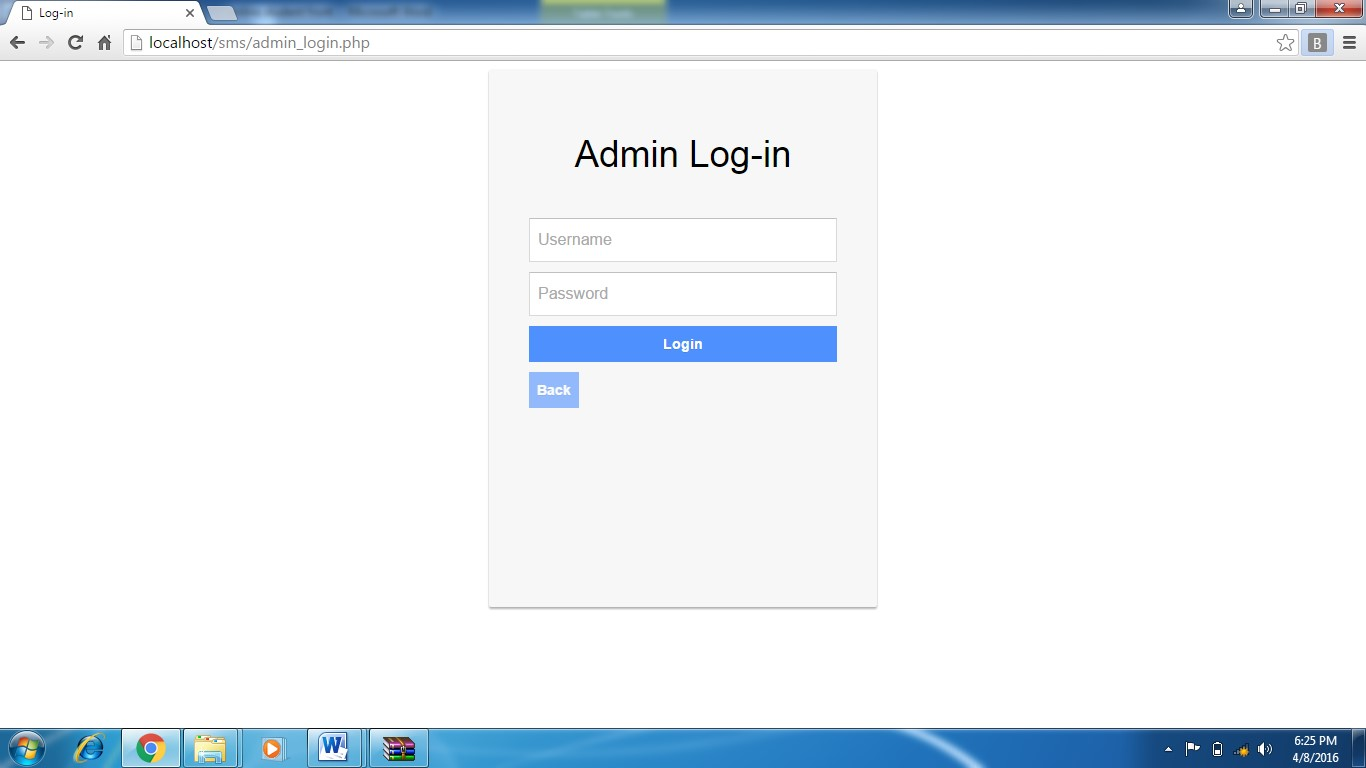 Log-in
localhost/sms/admin_login.php
B
Admin Log-in
Username
Password
Login
Back
6:25 PM
4/8/2016